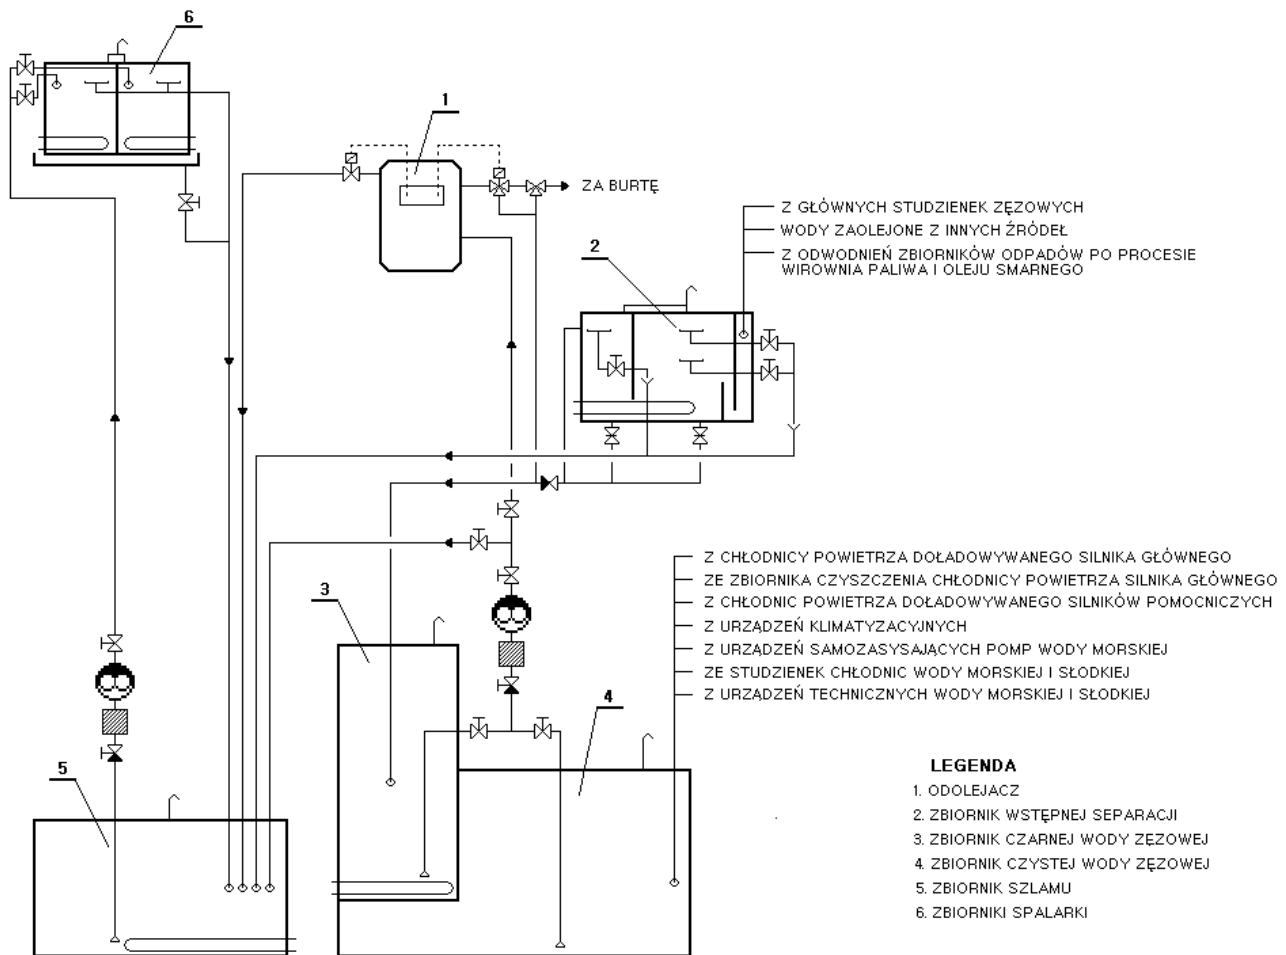 6
1
ZA BURTĘ
Z GŁÓWNYCH STUDZIENEK ZĘZOWYCH
WODY ZAOLEJONE Z INNYCH ŹRÓDEŁ
Z ODWODNIEŃ ZBIORNIKÓW ODPADÓW PO PROCESIE
WIROWNIA PALIWA I OLEJU SMARNEGO
2
Z CHŁODNICY POWIETRZA DOŁADOWYWANEGO SILNIKA GŁÓWNEGO
ZE ZBIORNIKA CZYSZCZENIA CHŁODNICY POWIETRZA SILNIKA GŁÓWNEGO
Z CHŁODNIC POWIETRZA DOŁADOWYWANEGO SILNIKÓW POMOCNICZYCH
Z URZĄDZEŃ KLIMATYZACYJNYCH
Z URZĄDZEŃ SAMOZASYSAJĄCYCH POMP WODY MORSKIEJ
ZE STUDZIENEK CHŁODNIC WODY MORSKIEJ I SŁODKIEJ
Z URZĄDZEŃ TECHNICZNYCH WODY MORSKIEJ I SŁODKIEJ
3
4
5
LEGENDA
1. ODOLEJACZ
2. ZBIORNIK WSTĘPNEJ SEPARACJI
3. ZBIORNIK CZARNEJ WODY ZĘZOWEJ
4. ZBIORNIK CZYSTEJ WODY ZĘZOWEJ
5. ZBIORNIK SZLAMU
6. ZBIORNIKI SPALARKI